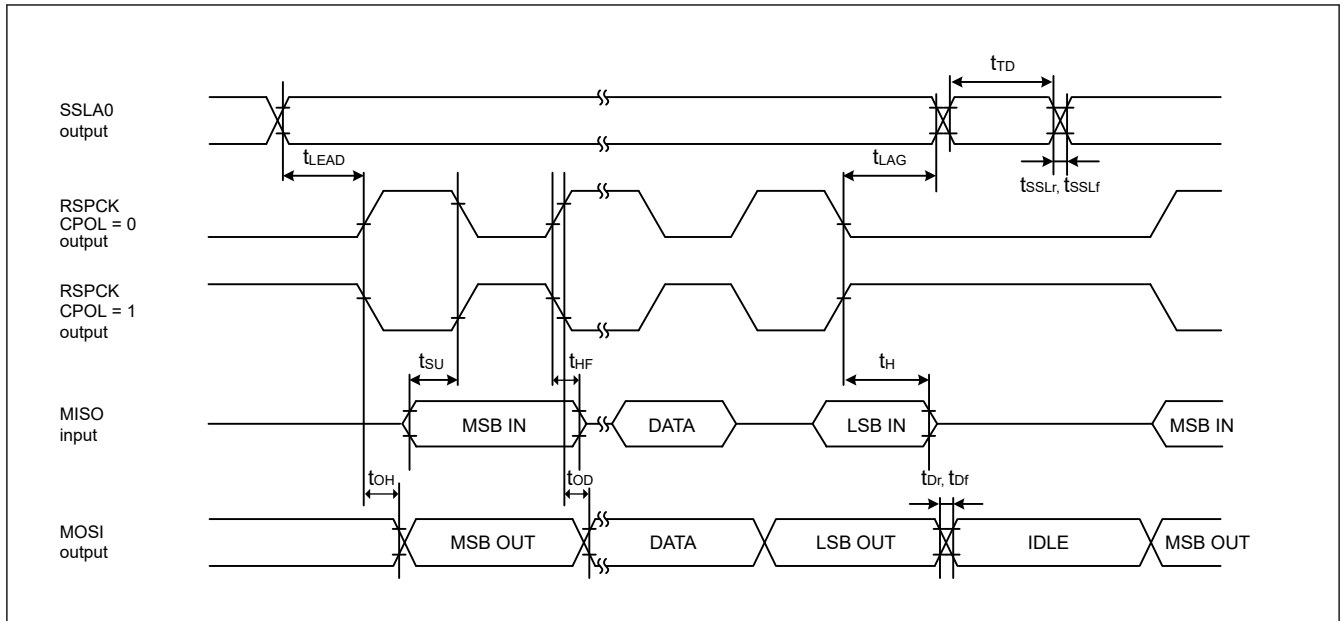 tTD
SSLA0
output
tLEAD
tLAG
tSSLr, tSSLf
RSPCK
CPOL = 0
output
RSPCK
CPOL = 1
output
tSU
tHF
tH
MISO
input
MSB IN
DATA
LSB IN
MSB IN
tOH
tOD
tDr, tDf
MOSI
output
MSB OUT
DATA
LSB OUT
IDLE
MSB OUT